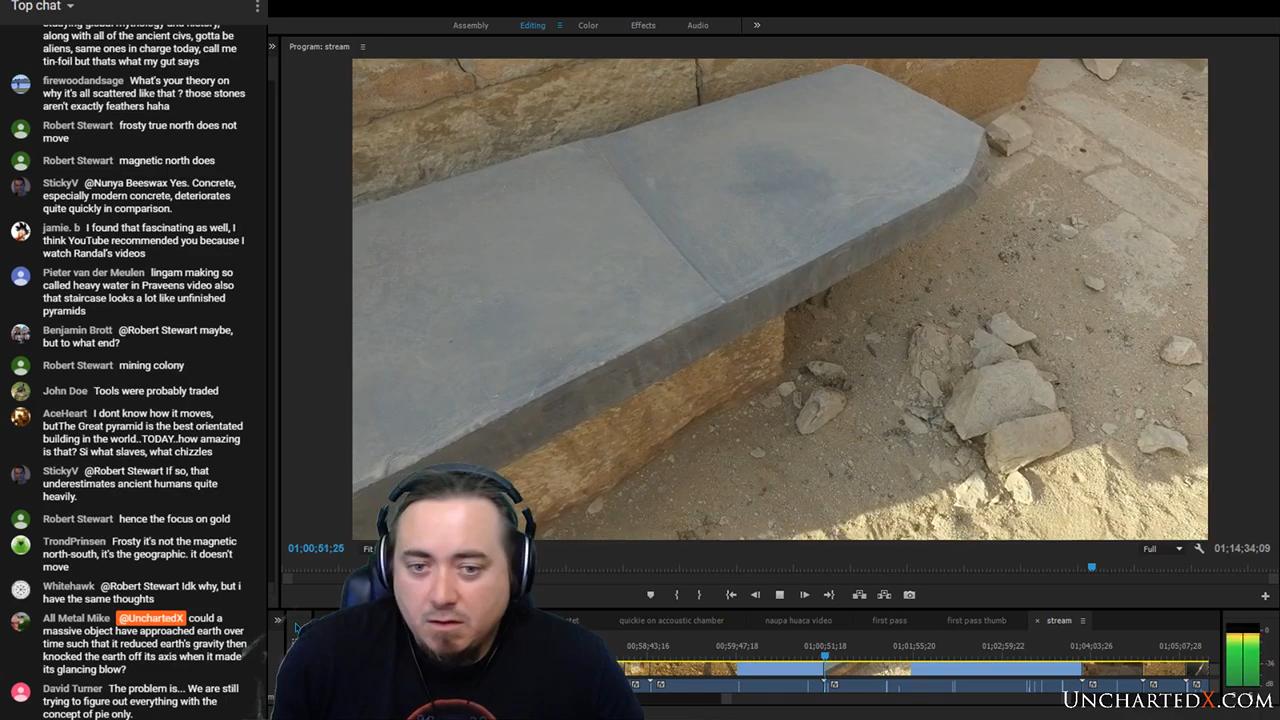 Top chat
studying global mythology and history,
along with all of the ancient civs, gotta be
aliens, same ones in charge today, call me
tin-foil but thats what my gut says
firewoodandsage What's your theory on
why it's all scattered like that ? those stones
aren't exactly feathers haha
Robert Stewart frosty true north does not
move
Robert Stewart magnetic north does
StickyV @Nunya Beeswax Yes. Concrete,
especially modern concrete, deteriorates
quite quickly in comparison.
jamie. b I found that fascinating as well, I
think YouTube recommended you because I
watch Randal's videos
Pieter van der Meulen lingam making so
called heavy water in Praveens video also
that staircase looks a lot like unfinished
pyramids
Benjamin Brott @Robert Stewart maybe,
but to what end?
Robert Stewart mining colony
John Doe Tools were probably traded
AceHeart I dont know how it moves,
butThe Great pyramid is the best orientated
building in the world..TODAY..how amazing
is that? Si what slaves, what chizzles
StickyV @Robert Stewart If so, that
underestimates ancient humans quite
heavily.
Robert Stewart hence the focus on gold
TrondPrinsen Frosty it's not the magnetic
north-south, it's the geographic. it doesn't
move
Whitehawk @Robert Stewart Idk why, but i
have the same thoughts
All Metal Mike @UnchartedX could a
massive object have approached earth over
time such that it reduced earth's gravity then
knocked the earth off its axis when it made
its glancing blow?
David Turner The problem is... We are still
trying to figure out everything with the
concept of pie only.
Assembly Editing Color Effects Audio
Program: stream
01;00;51;25 Fit Full 01;14;34;09
quickie on accoustic chamber naupa huaca video first pass first pass thumb stream
00;58;43;16 00;59;47;18 01;00;51;18 01;01;55;20 01;02;59;22 01;04;03;26 01;05;07;28
-36
dB
UNCHARTEDX.COM